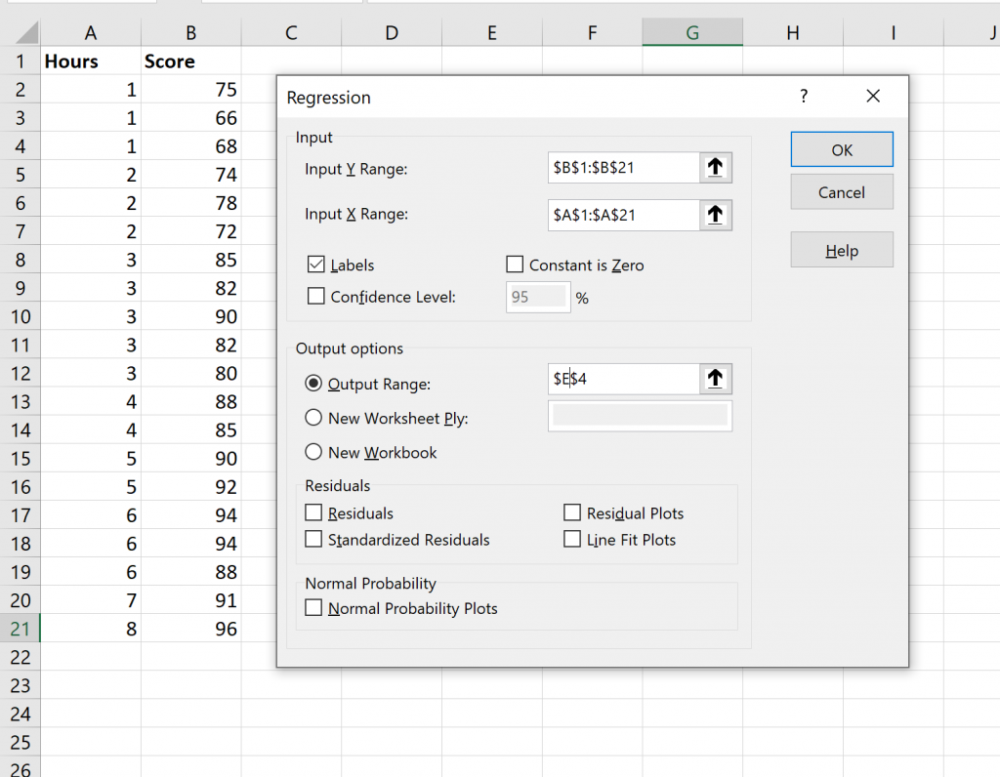 A B C D E F G H I J
1 Hours Score
2 1 75
3 1 66
4 1 68
5 2 74
6 2 78
7 2 72
8 3 85
9 3 82
10 3 90
11 3 82
12 3 80
13 4 88
14 4 85
15 5 90
16 5 92
17 6 94
18 6 94
19 6 88
20 7 91
21 8 96
22
23
24
25
26
Regression ?
Input
Input Y Range: $B$1:$B$21
Input X Range: $A$1:$A$21
Labels Constant is Zero
Confidence Level: 95 %
OK
Cancel
Help
Output options
Output Range: $E$4
New Worksheet Ply:
New Workbook
Residuals
Residuals Residual Plots
Standardized Residuals Line Fit Plots
Normal Probability
Normal Probability Plots